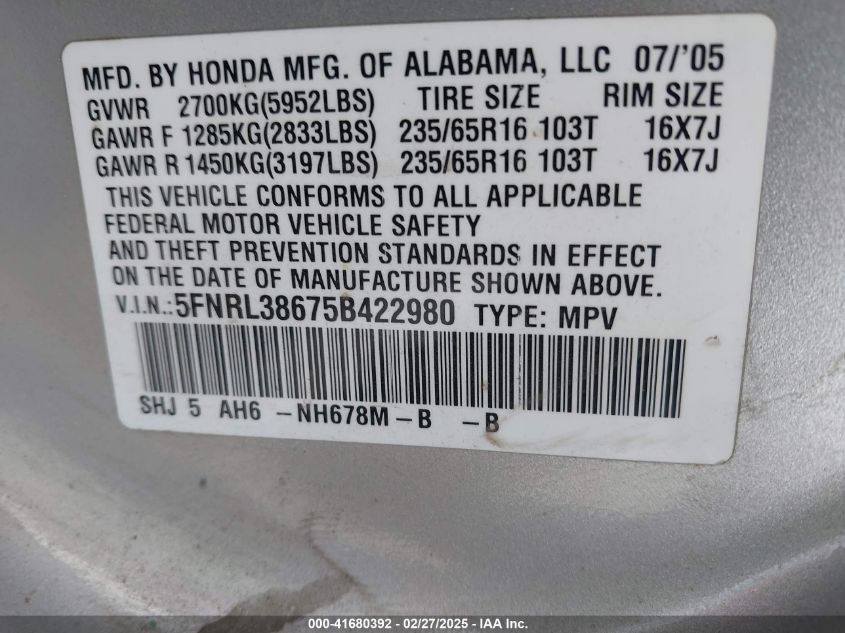 MFD. BY HONDA MFG. OF ALABAMA, LLC 07/'05
GVWR 2700KG(5952LBS) TIRE SIZE RIM SIZE
GAWR F 1285KG(2833LBS) 235/65R16 103T 16X7J
GAWR R 1450KG(3197LBS) 235/65R16 103T 16X7J
THIS VEHICLE CONFORMS TO ALL APPLICABLE
FEDERAL MOTOR VEHICLE SAFETY
AND THEFT PREVENTION STANDARDS IN EFFECT
ON THE DATE OF MANUFACTURE SHOWN ABOVE.
V.I.N.:5FNRL38675B422980 TYPE: MPV
SHJ 5 AH6 -NH678M-B -B
000-41680392 - 02/27/2025 - IAA, Inc.